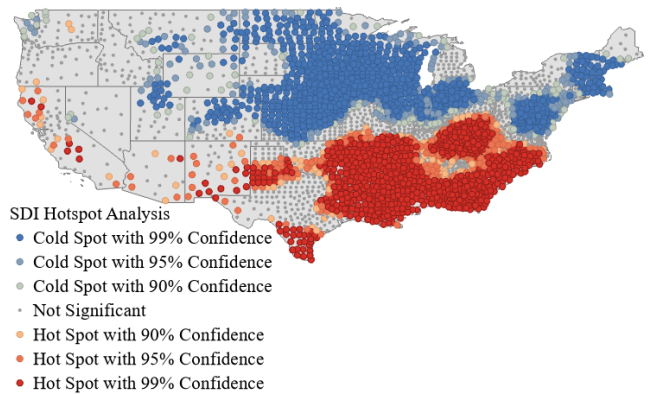 SDI Hotspot Analysis
Cold Spot with 99% Confidence
Cold Spot with 95% Confidence
Cold Spot with 90% Confidence
Not Significant
Hot Spot with 90% Confidence
Hot Spot with 95% Confidence
Hot Spot with 99% Confidence